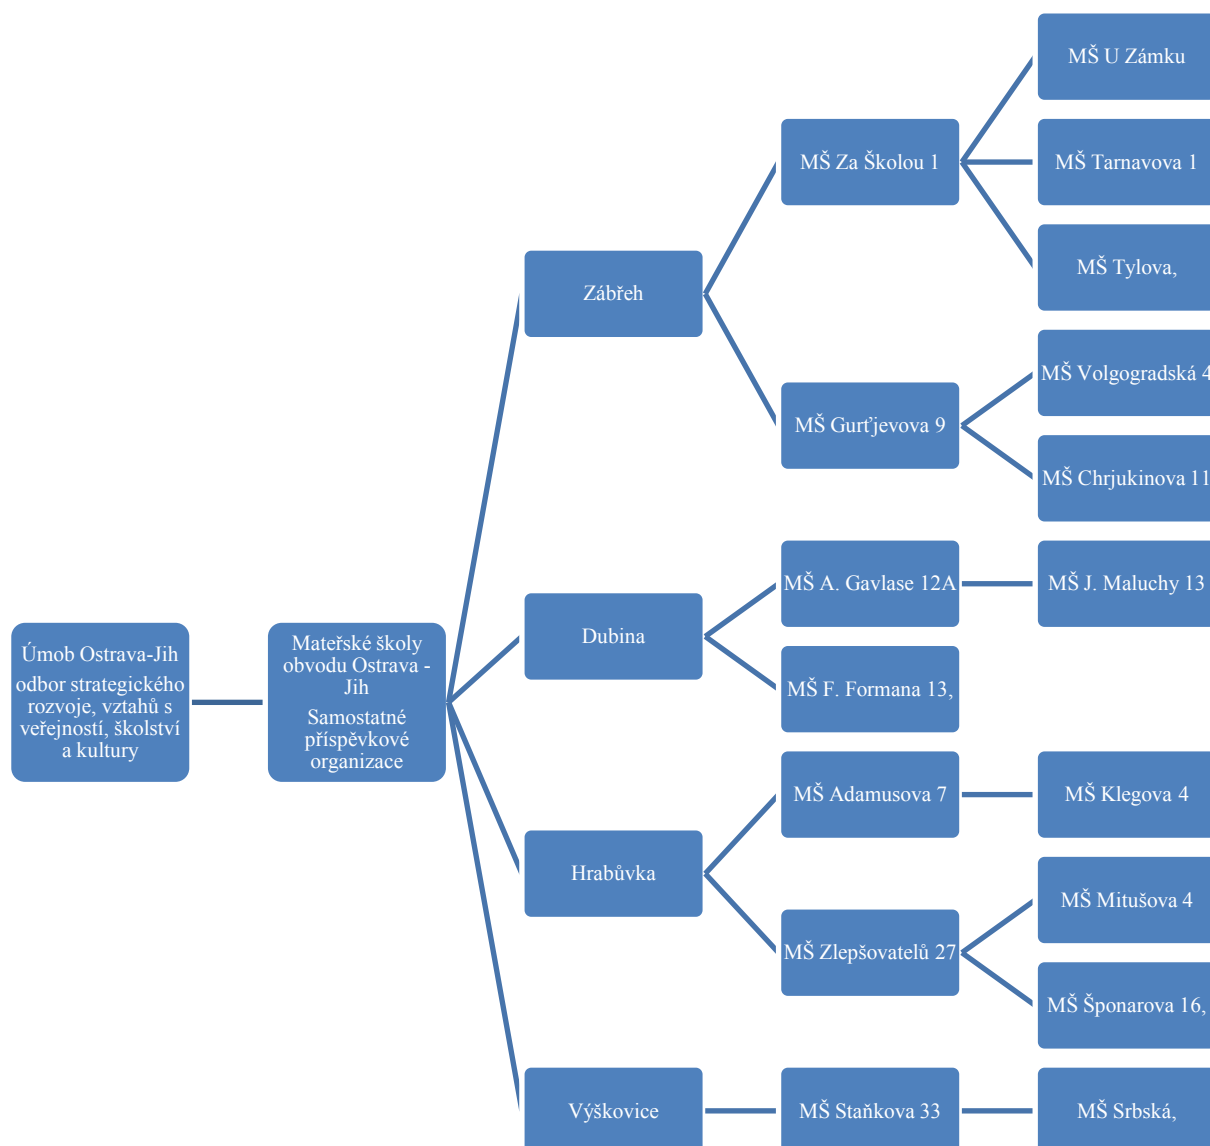 Úmob Ostrava-Jih
odbor strategického
rozvoje, vztahů s
veřejností, školství
a kultury
Mateřské školy
obvodu Ostrava -
Jih
Samostatné
příspěvkové
organizace
Zábřeh
MŠ Za Školou 1
MŠ U Zámku
MŠ Tarnavova 1
MŠ Tylova,
MŠ Gurťjevova 9
MŠ Volgogradská 4
MŠ Chrjukinova 11
Dubina
MŠ A. Gavlase 12A
MŠ J. Maluchy 13
MŠ F. Formana 13,
Hrabůvka
MŠ Adamusova 7
MŠ Klegova 4
MŠ Zlepšovatelů 27
MŠ Mitušova 4
MŠ Šponarova 16,
Výškovice
MŠ Staňkova 33
MŠ Srbská,